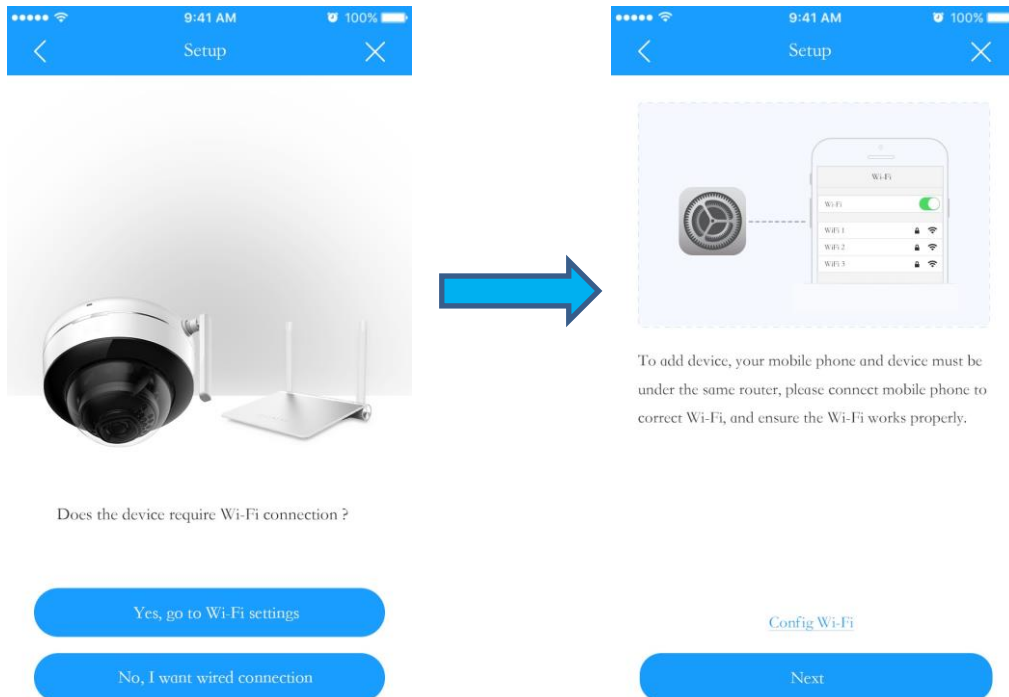 9:41 AM
100%
Setup
Does the device require Wi-Fi connection ?
Yes, go to Wi-Fi settings
No, I want wired connection
9:41 AM
100%
Setup
Wi-Fi
Wi-Fi
WiFi 1
WiFi 2
WiFi 3
To add device, your mobile phone and device must be
under the same router, please connect mobile phone to
correct Wi-Fi, and ensure the Wi-Fi works properly.
Config Wi-Fi
Next